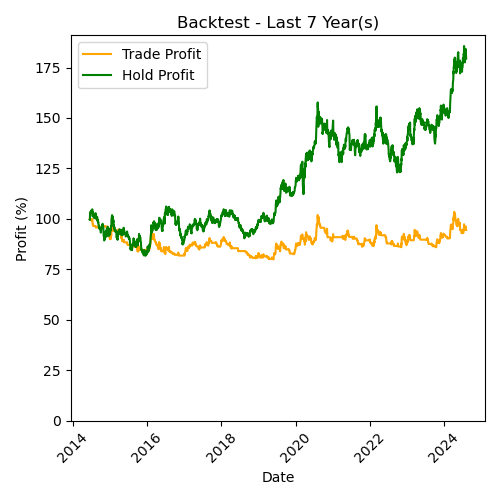 Backtest - Last 7 Year(s)
Trade Profit
Hold Profit
Profit (%)
175
150
125
100
75
50
25
0
2014
2016
2018
2020
2022
2024
Date